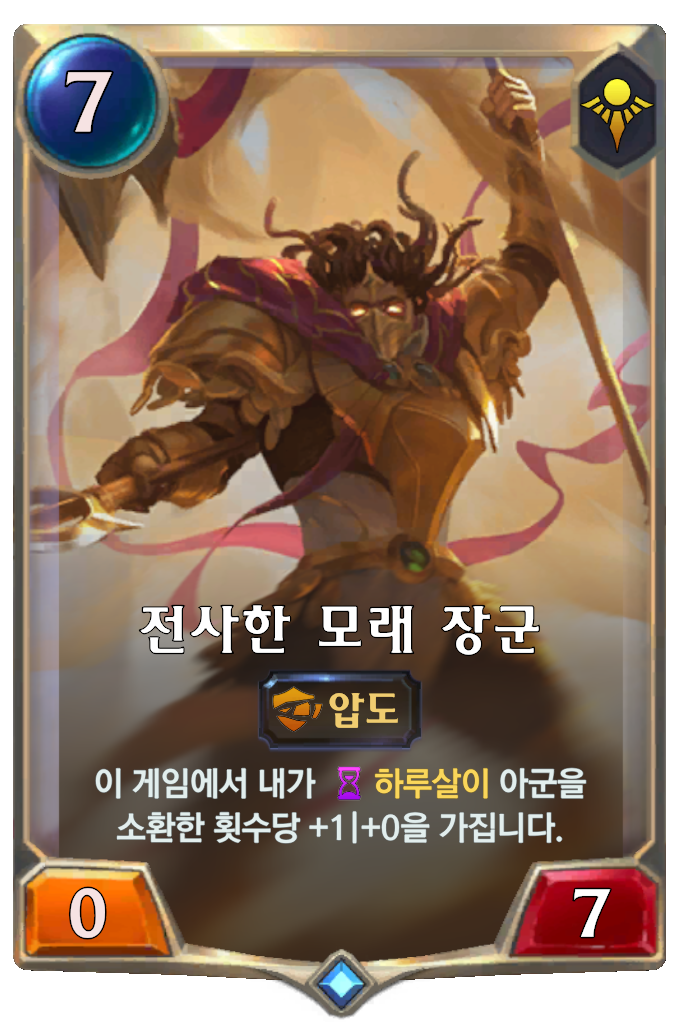 7
전사한 모래 장군
압도
이 게임에서 내가 하루살이 아군을
소환한 횟수당 +1|+0을 가집니다.
0
7